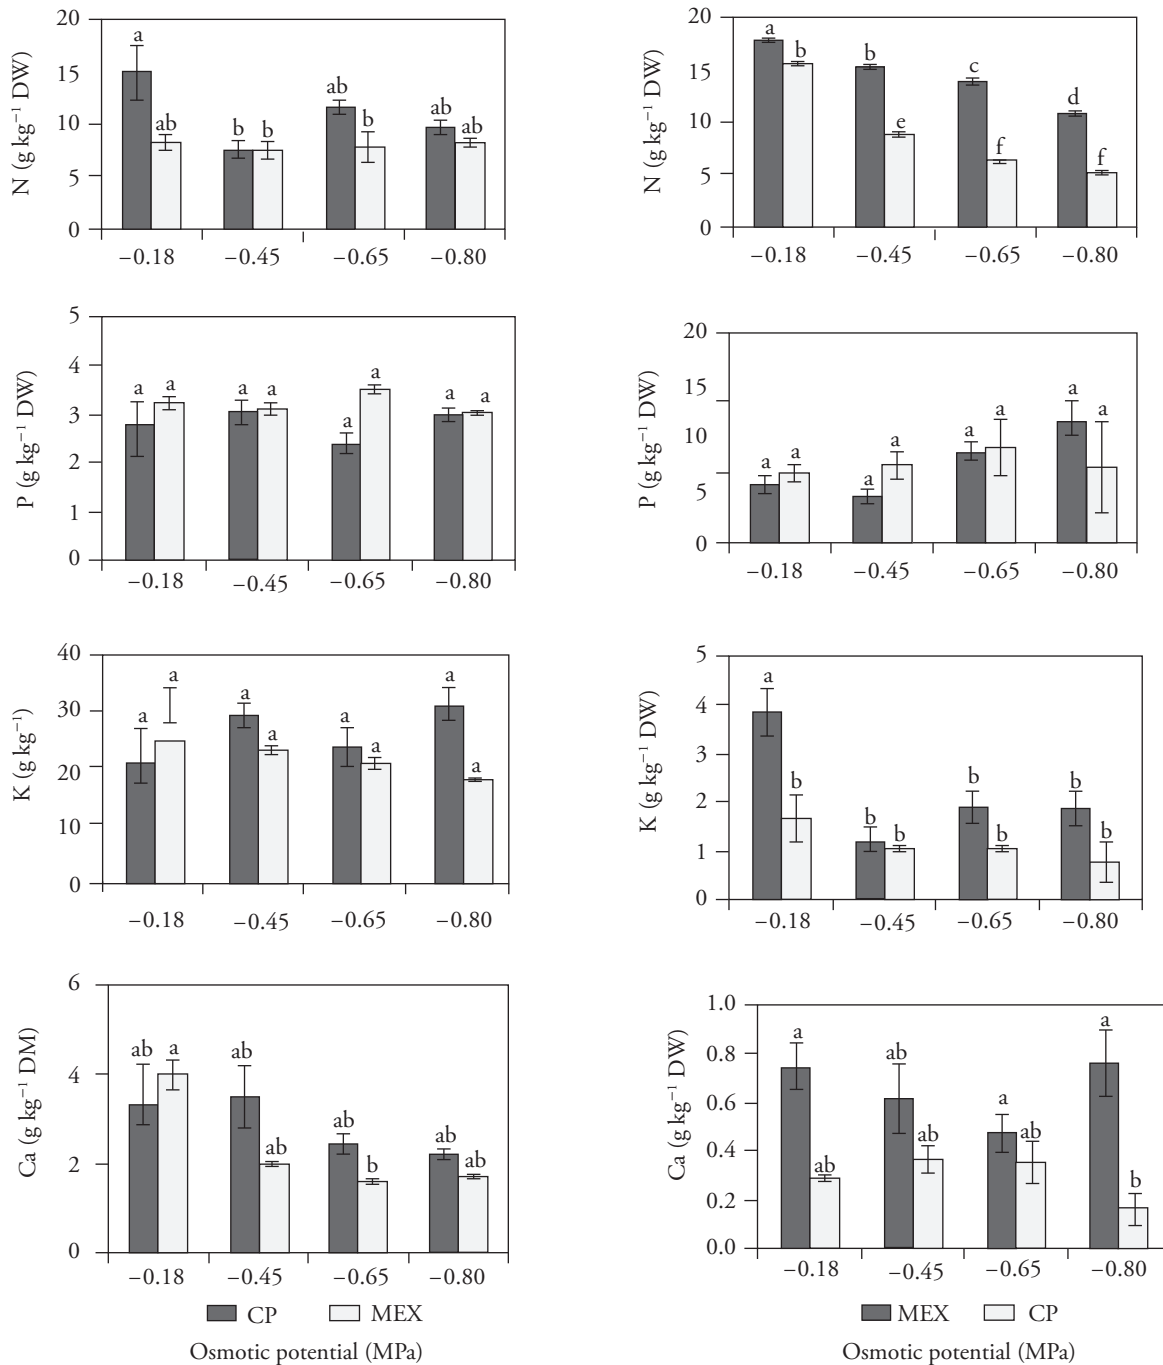 20
15
10
5
0
N (g kg⁻¹ DW)
a
ab
b
b
ab
b
ab
ab
−0.18
−0.45
−0.65
−0.80
20
15
10
5
0
N (g kg⁻¹ DW)
a
b
b
e
c
f
d
f
−0.18
−0.45
−0.65
−0.80
5
4
3
2
1
0
P (g kg⁻¹ DW)
a
a
a
a
a
a
a
a
−0.18
−0.45
−0.65
−0.80
20
15
10
5
0
P (g kg⁻¹ DW)
a
a
a
a
a
a
a
a
−0.18
−0.45
−0.65
−0.80
40
30
20
10
0
K (g kg⁻¹)
a
a
a
a
a
a
a
a
−0.18
−0.45
−0.65
−0.80
5
4
3
2
1
0
K (g kg⁻¹ DW)
a
b
b
b
b
b
b
b
−0.18
−0.45
−0.65
−0.80
6
4
2
0
Ca (g kg⁻¹ DM)
ab
a
ab
ab
ab
b
ab
ab
−0.18
−0.45
−0.65
−0.80
CP MEX
Osmotic potential (MPa)
1.0
0.8
0.6
0.4
0.2
0.0
Ca (g kg⁻¹ DW)
a
ab
ab
ab
a
ab
a
b
−0.18
−0.45
−0.65
−0.80
MEX CP
Osmotic potential (MPa)